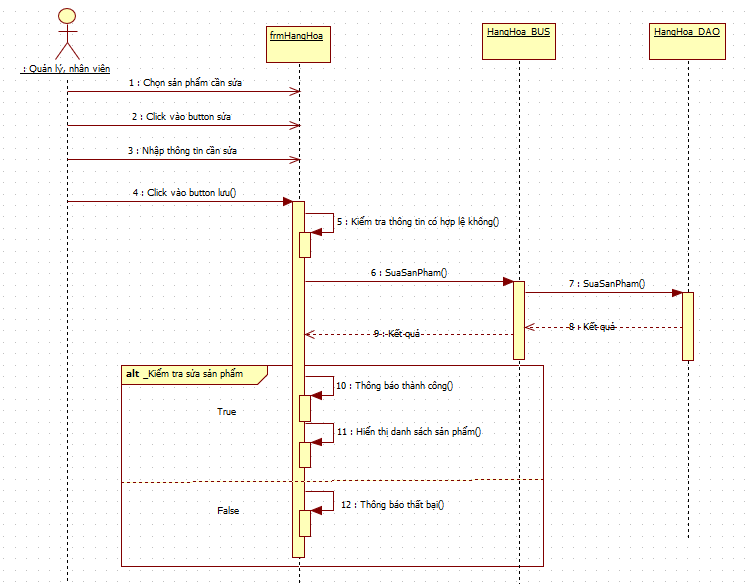 frmHangHoa
HangHoa_BUS
HangHoa_DAO
: Quản lý, nhân viên
1 : Chọn sản phẩm cần sửa
2 : Click vào button sửa
3 : Nhập thông tin cần sửa
4 : Click vào button lưu()
5 : Kiểm tra thông tin có hợp lệ không()
6 : SuaSanPham()
7 : SuaSanPham()
8 : Kết quả
9 : Kết quả
alt _Kiểm tra sửa sản phẩm
10 : Thông báo thành công()
True
11 : Hiển thị danh sách sản phẩm()
12 : Thông báo thất bại()
False